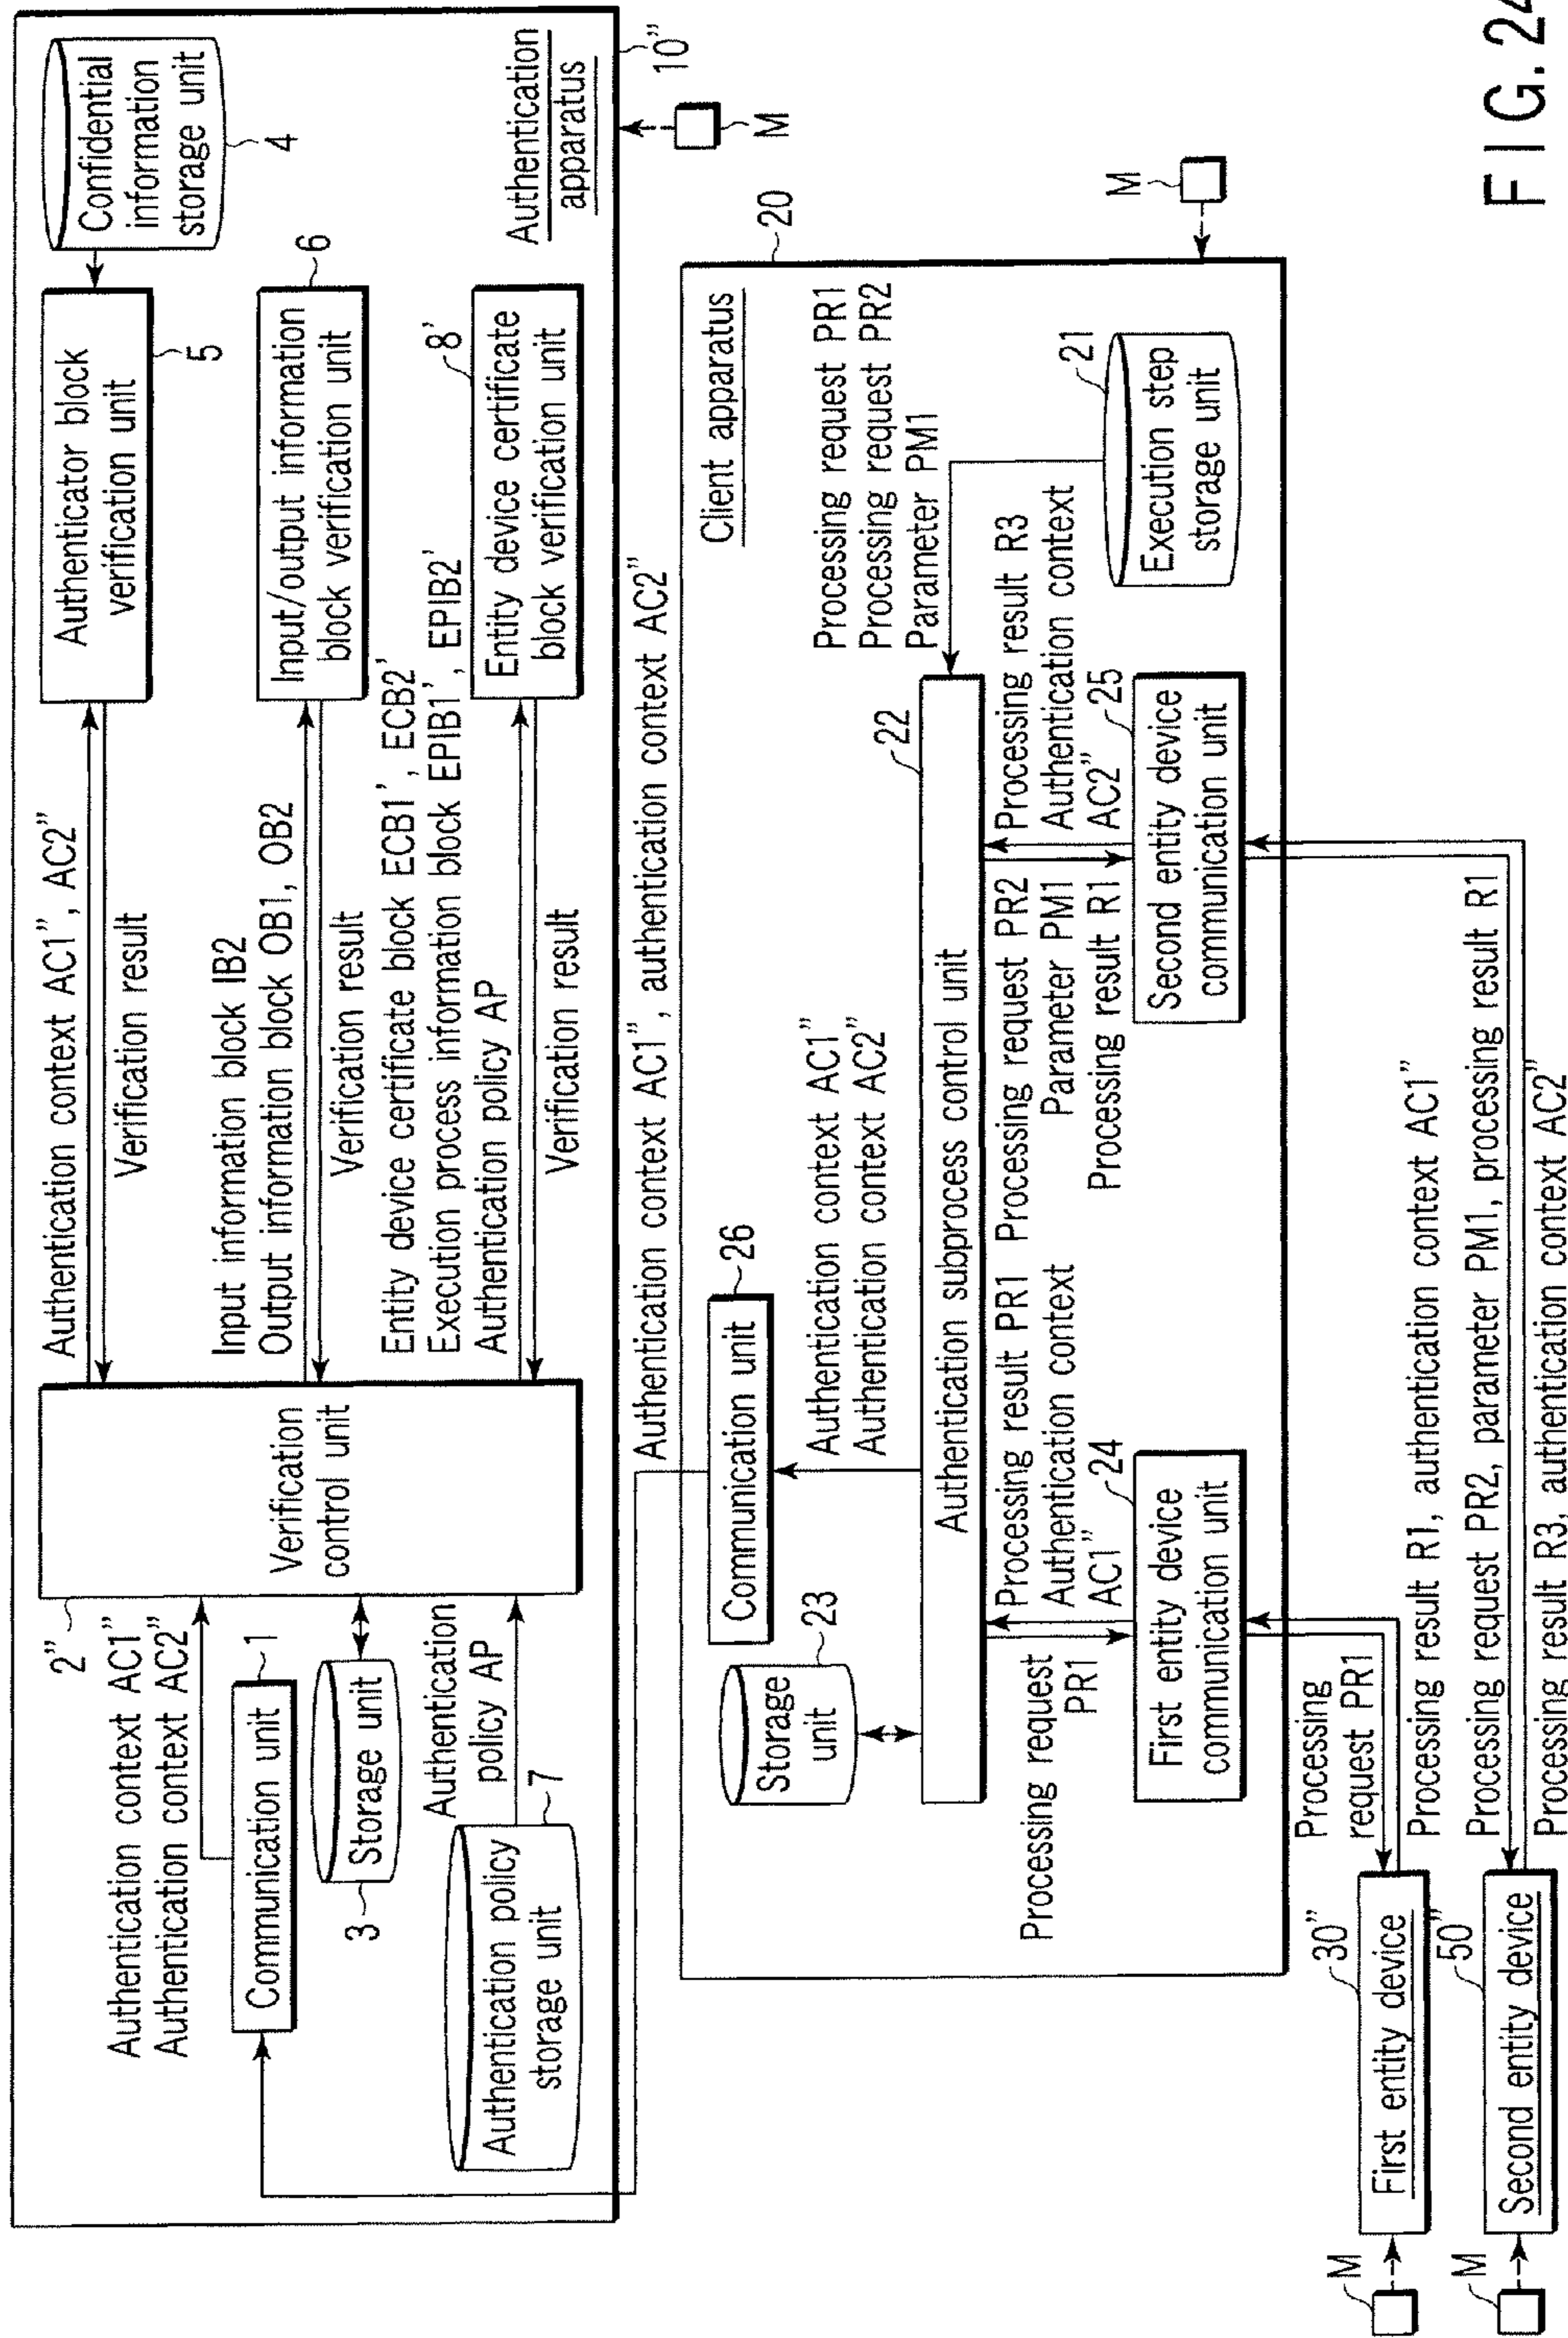 Authentication context AC1”
Authentication context AC2”
2”
Communication unit
1
Storage unit
3
Authentication
policy AP
Authentication policy
storage unit
7
Verification
control unit
Authentication context AC1”, AC2”
Verification result
Input information block IB2
Output information block OB1, OB2
Verification result
Entity device certificate block ECB1’, ECB2’
Execution process information block EPIB1’, EPIB2’
Authentication policy AP
Verification result
Authenticator block
verification unit
5
Confidential
information
storage unit
4
Input/output information
block verification unit
6
Entity device certificate
block verification unit
8’
Authentication
apparatus
10”
M
Authentication context AC1”, authentication context AC2”
Client apparatus
20
M
Communication unit
26
Storage
unit
23
Authentication context AC1”
Authentication context AC2”
22
Authentication subprocess control unit
Processing request PR1
Processing request PR2
Parameter PM1
21
Execution step
storage unit
Processing request
PR1
Processing result PR1
Authentication context
AC1”
24
First entity device
communication unit
Processing request PR2
Parameter PM1
Processing result R1
Processing result R3
Authentication context
AC2”
25
Second entity device
communication unit
Processing
request PR1
Processing result R1, authentication context AC1”
Processing request PR2, parameter PM1, processing result R1
Processing result R3, authentication context AC2”
30”
First entity device
M
50”
Second entity device
M